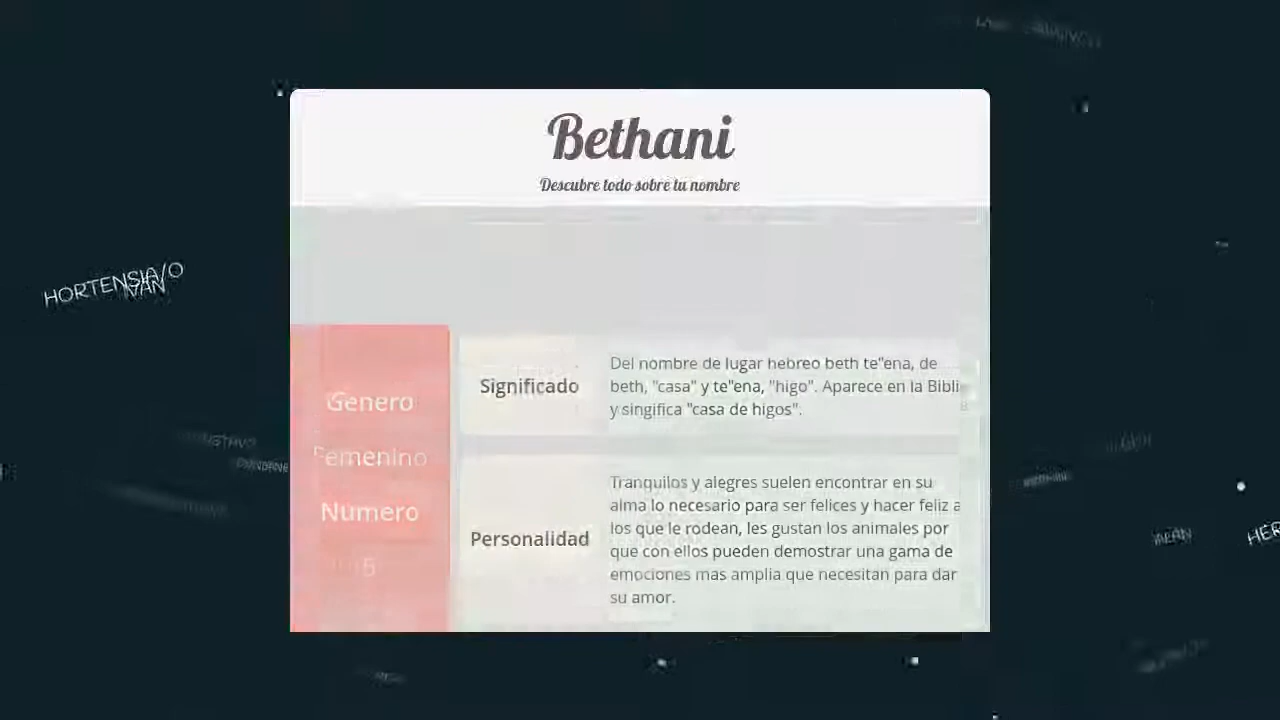 Bethani
Descubre todo sobre tu nombre
HORTENSIA/O
IVAN
Genero
Femenino
Numero
Significado
Del nombre de lugar hebreo beth te"ena, de
beth, "casa" y te"ena, "higo". Aparece en la Bibli
y singifica "casa de higos".
Personalidad
Tranquilos y alegres suelen encontrar en su
alma lo necesario para ser felices y hacer feliz a
los que le rodean, les gustan los animales por
que con ellos pueden demostrar una gama de
emociones mas amplia que necesitan para dar
su amor.